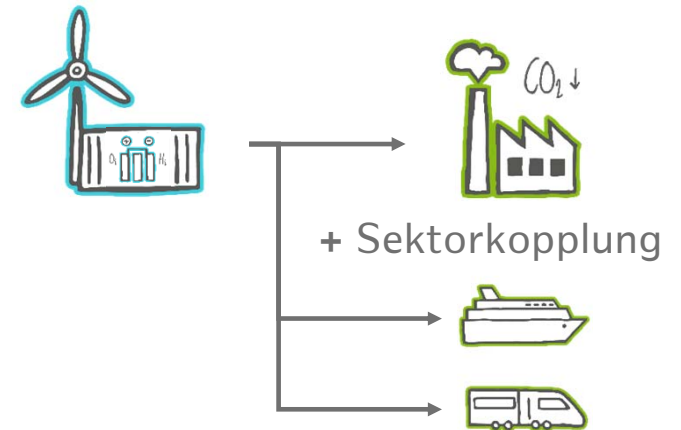 CO₂ ↓
+ -
O₂ H₂
+ Sektorkopplung